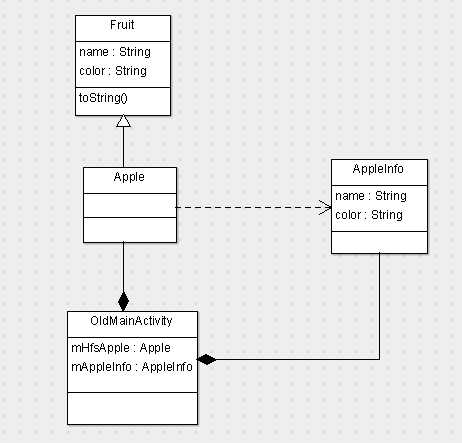 Fruit
name : String
color : String
toString()
Apple
AppleInfo
name : String
color : String
OldMainActivity
mHfsApple : Apple
mAppleInfo : AppleInfo